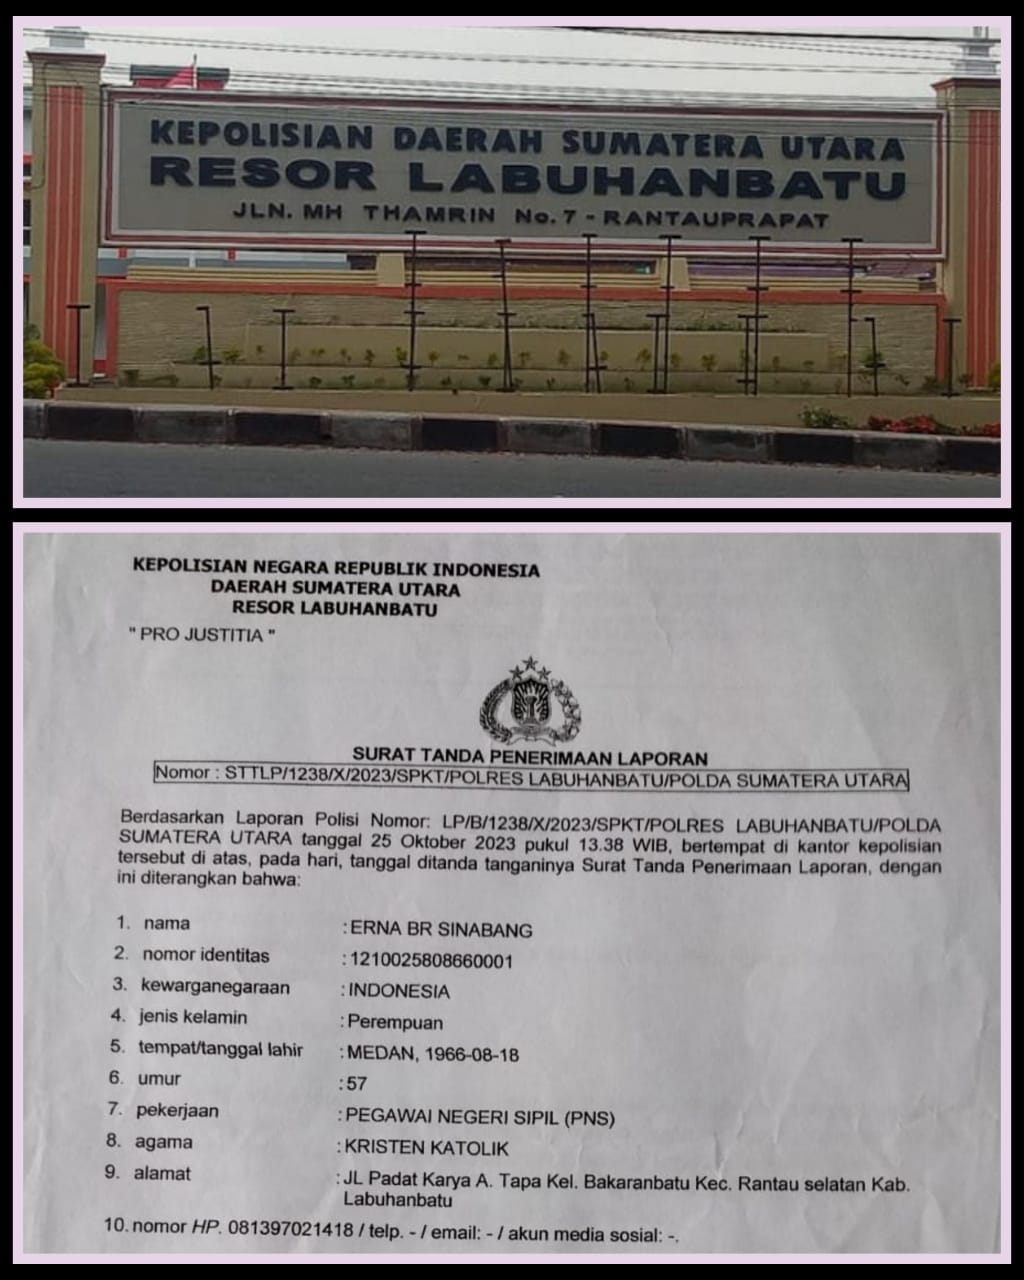 KEPOLISIAN DAERAH SUMATERA UTARA
RESOR LABUHANBATU
JLN. MH THAMRIN No. 7 - RANTAUPRAPAT
KEPOLISIAN NEGARA REPUBLIK INDONESIA
DAERAH SUMATERA UTARA
RESOR LABUHANBATU
" PRO JUSTITIA "
SURAT TANDA PENERIMAAN LAPORAN
Nomor : STTLP/1238/X/2023/SPKT/POLRES LABUHANBATU/POLDA SUMATERA UTARA
Berdasarkan Laporan Polisi Nomor: LP/B/1238/X/2023/SPKT/POLRES LABUHANBATU/POLDA
SUMATERA UTARA tanggal 25 Oktober 2023 pukul 13.38 WIB, bertempat di kantor kepolisian
tersebut di atas, pada hari, tanggal ditanda tanganinya Surat Tanda Penerimaan Laporan, dengan
ini diterangkan bahwa:
1. nama : ERNA BR SINABANG
2. nomor identitas : 1210025808660001
3. kewarganegaraan : INDONESIA
4. jenis kelamin : Perempuan
5. tempat/tanggal lahir : MEDAN, 1966-08-18
6. umur : 57
7. pekerjaan : PEGAWAI NEGERI SIPIL (PNS)
8. agama : KRISTEN KATOLIK
9. alamat : JL Padat Karya A. Tapa Kel. Bakaranbatu Kec. Rantau selatan Kab.
Labuhanbatu
10. nomor HP. 081397021418 / telp. - / email: - / akun media sosial: -.